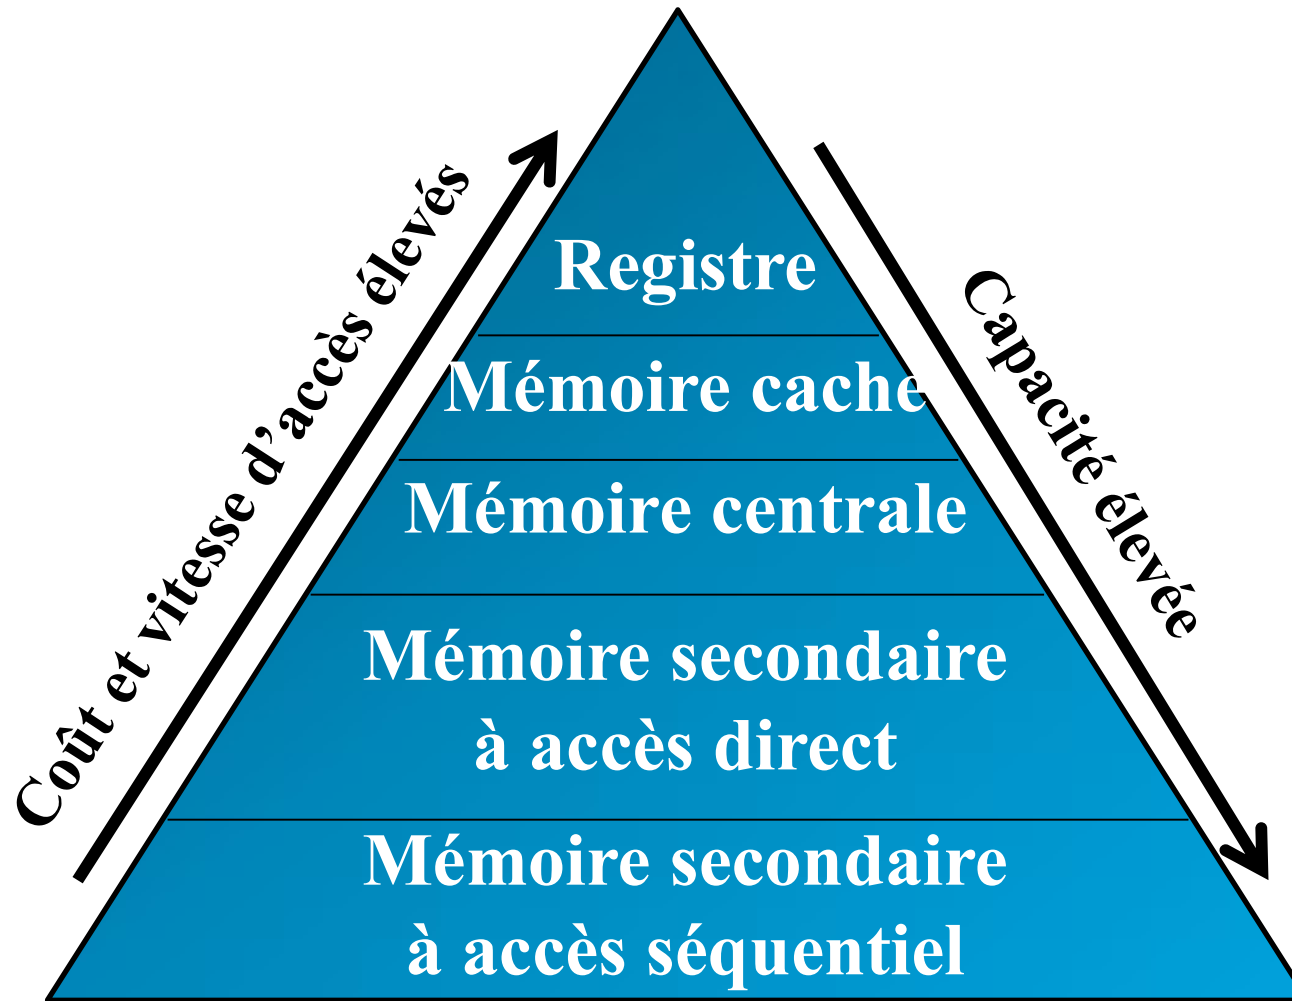 Coût et vitesse d’accès élevés
Capacité élevée
Registre
Mémoire cache
Mémoire centrale
Mémoire secondaire
à accès direct
Mémoire secondaire
à accès séquentiel